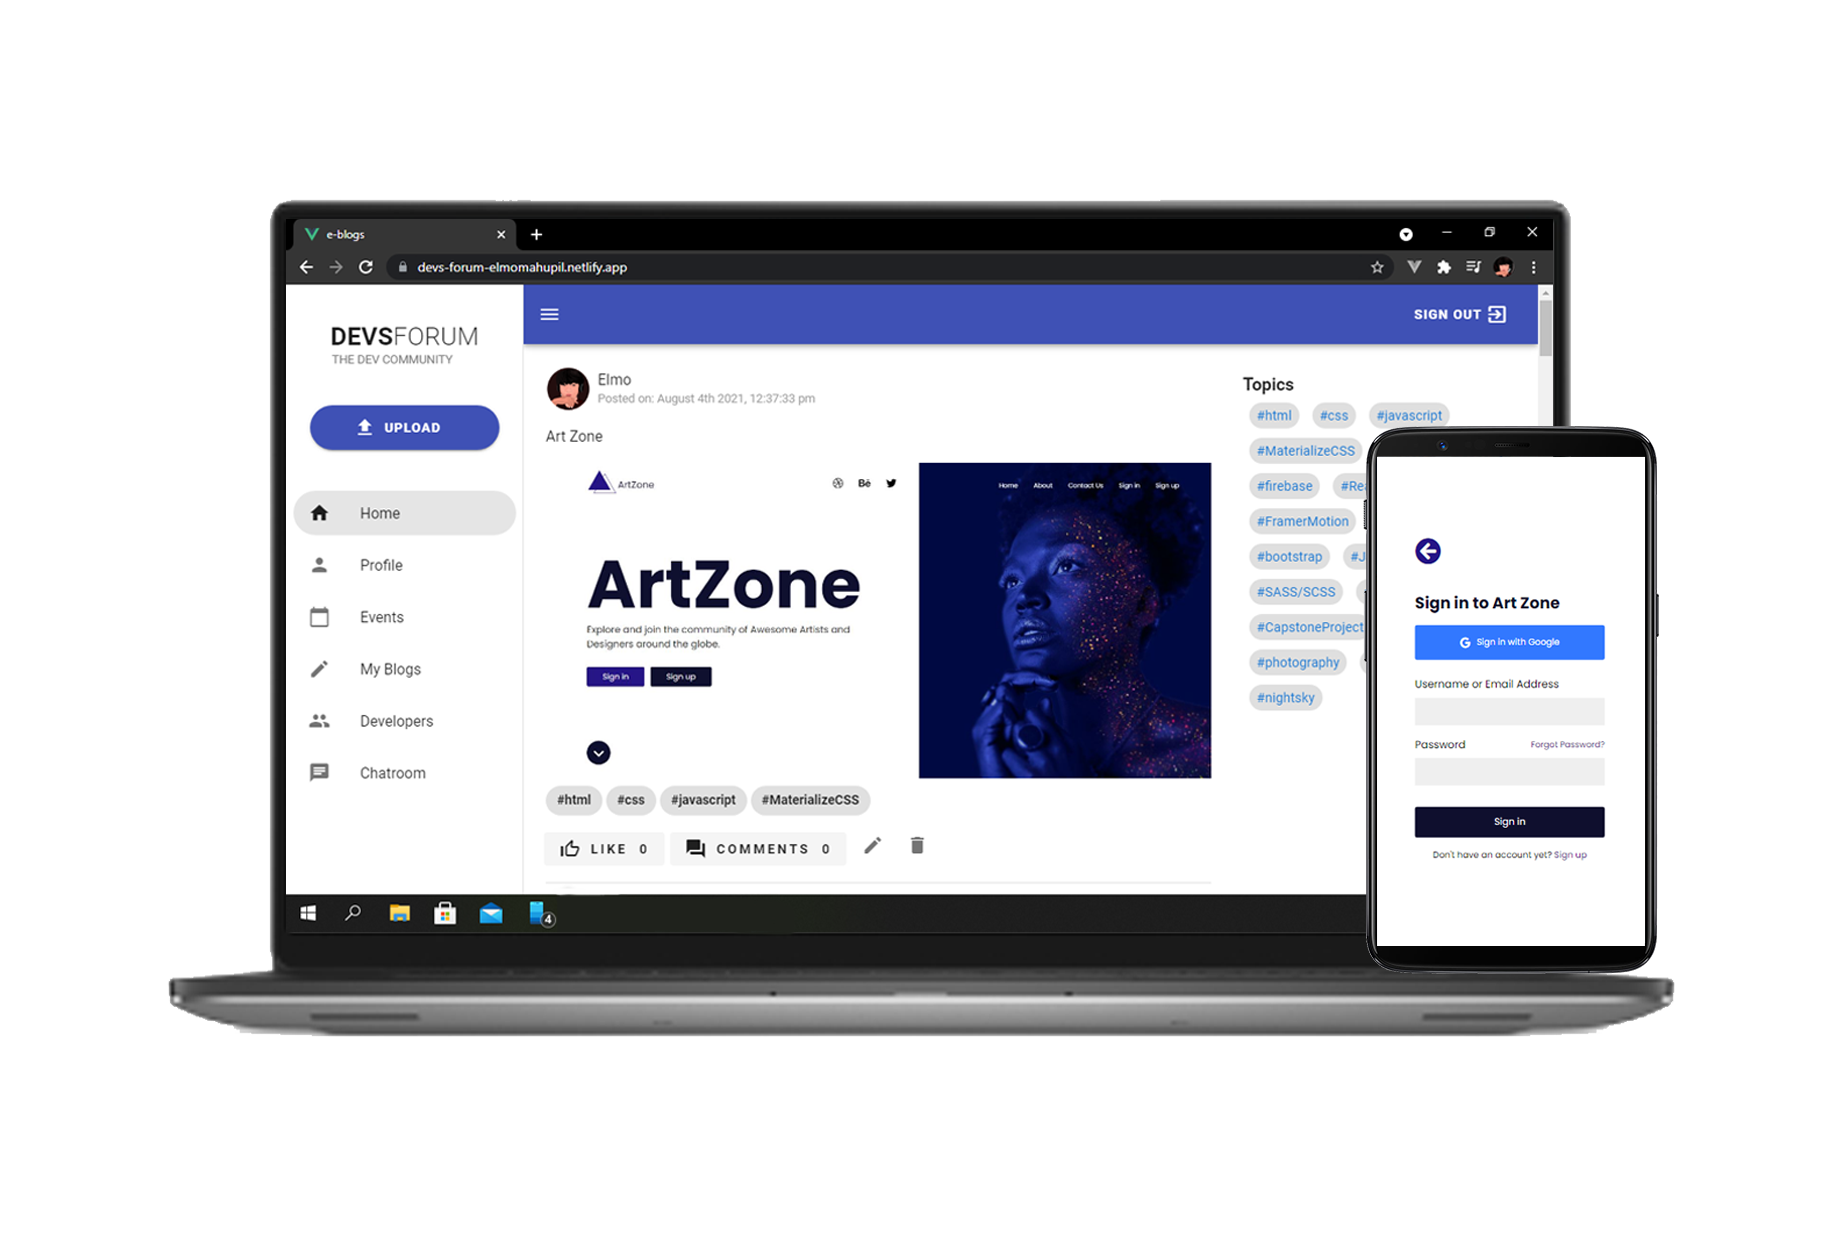 e-blogs
devs-forum-elmomahupil.netlify.app
DEVSFORUM
THE DEV COMMUNITY
UPLOAD
Home
Profile
Events
My Blogs
Developers
Chatroom
SIGN OUT
Elmo
Posted on: August 4th 2021, 12:37:33 pm
Art Zone
ArtZone
Bē
Home About Contact Us Sign in Sign up
ArtZone
Explore and join the community of Awesome Artists and
Designers around the globe.
Sign in Sign up
#html #css #javascript #MaterializeCSS
LIKE 0 COMMENTS 0
Topics
#html #css #javascript
#MaterializeCSS
#firebase #Rea
#FramerMotion
#bootstrap #J
#SASS/SCSS
#CapstoneProject
#photography
#nightsky
4
Sign in to Art Zone
G Sign in with Google
Username or Email Address
Password Forgot Password?
Sign in
Don't have an account yet? Sign up